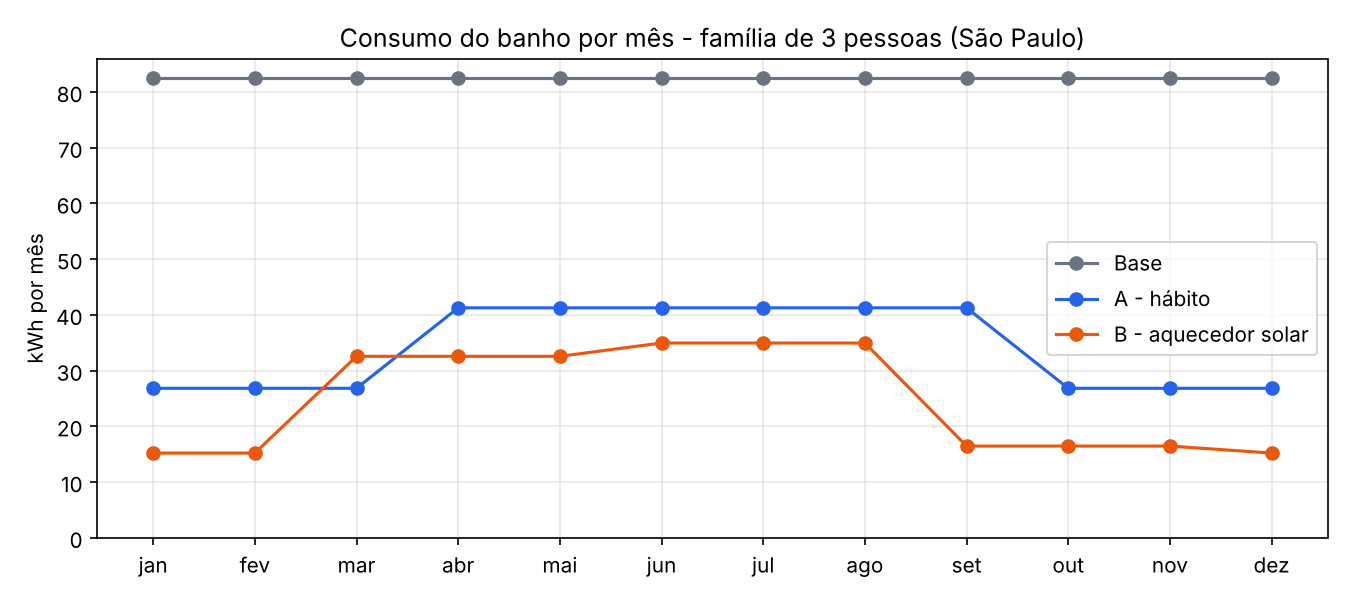 Consumo do banho por mês - família de 3 pessoas (São Paulo)
kWh por mês
80
70
60
50
40
30
20
10
0
Base
A - hábito
B - aquecedor solar
jan fev mar abr mai jun jul ago set out nov dez